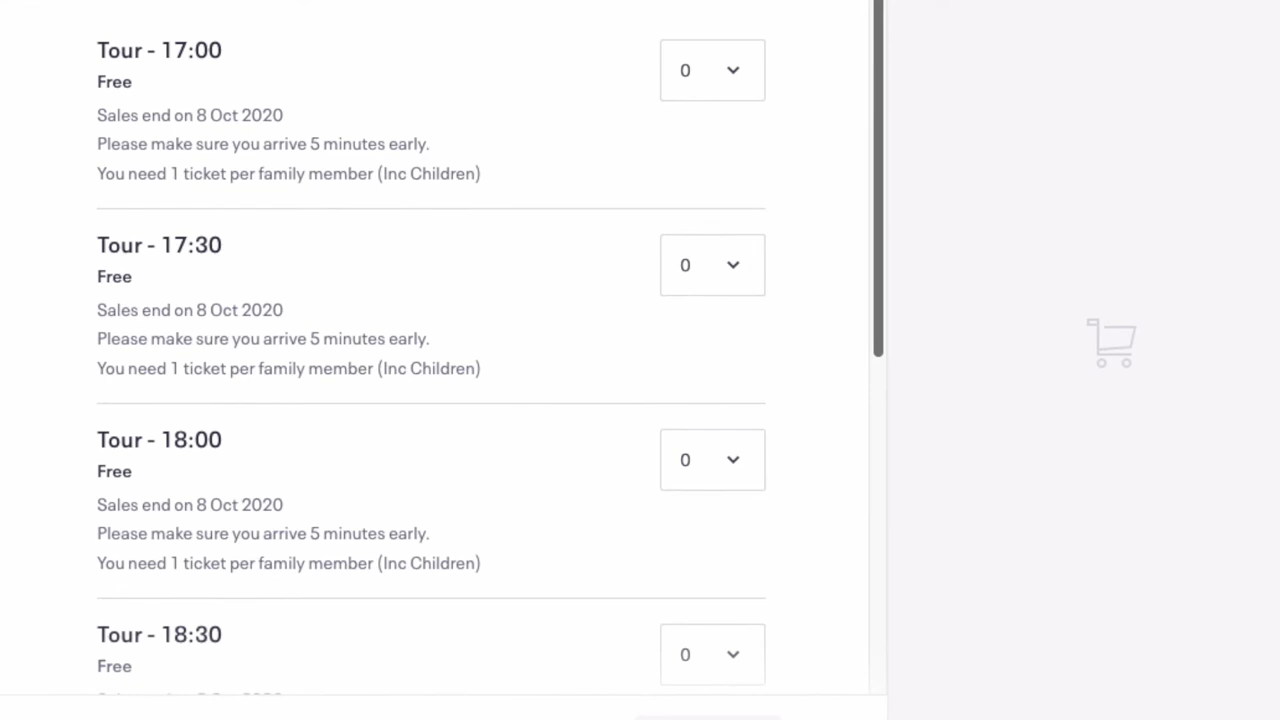 Tour - 17:00
0
Free
Sales end on 8 Oct 2020
Please make sure you arrive 5 minutes early.
You need 1 ticket per family member (Inc Children)
Tour - 17:30
0
Free
Sales end on 8 Oct 2020
Please make sure you arrive 5 minutes early.
You need 1 ticket per family member (Inc Children)
Tour - 18:00
0
Free
Sales end on 8 Oct 2020
Please make sure you arrive 5 minutes early.
You need 1 ticket per family member (Inc Children)
Tour - 18:30
0
Free